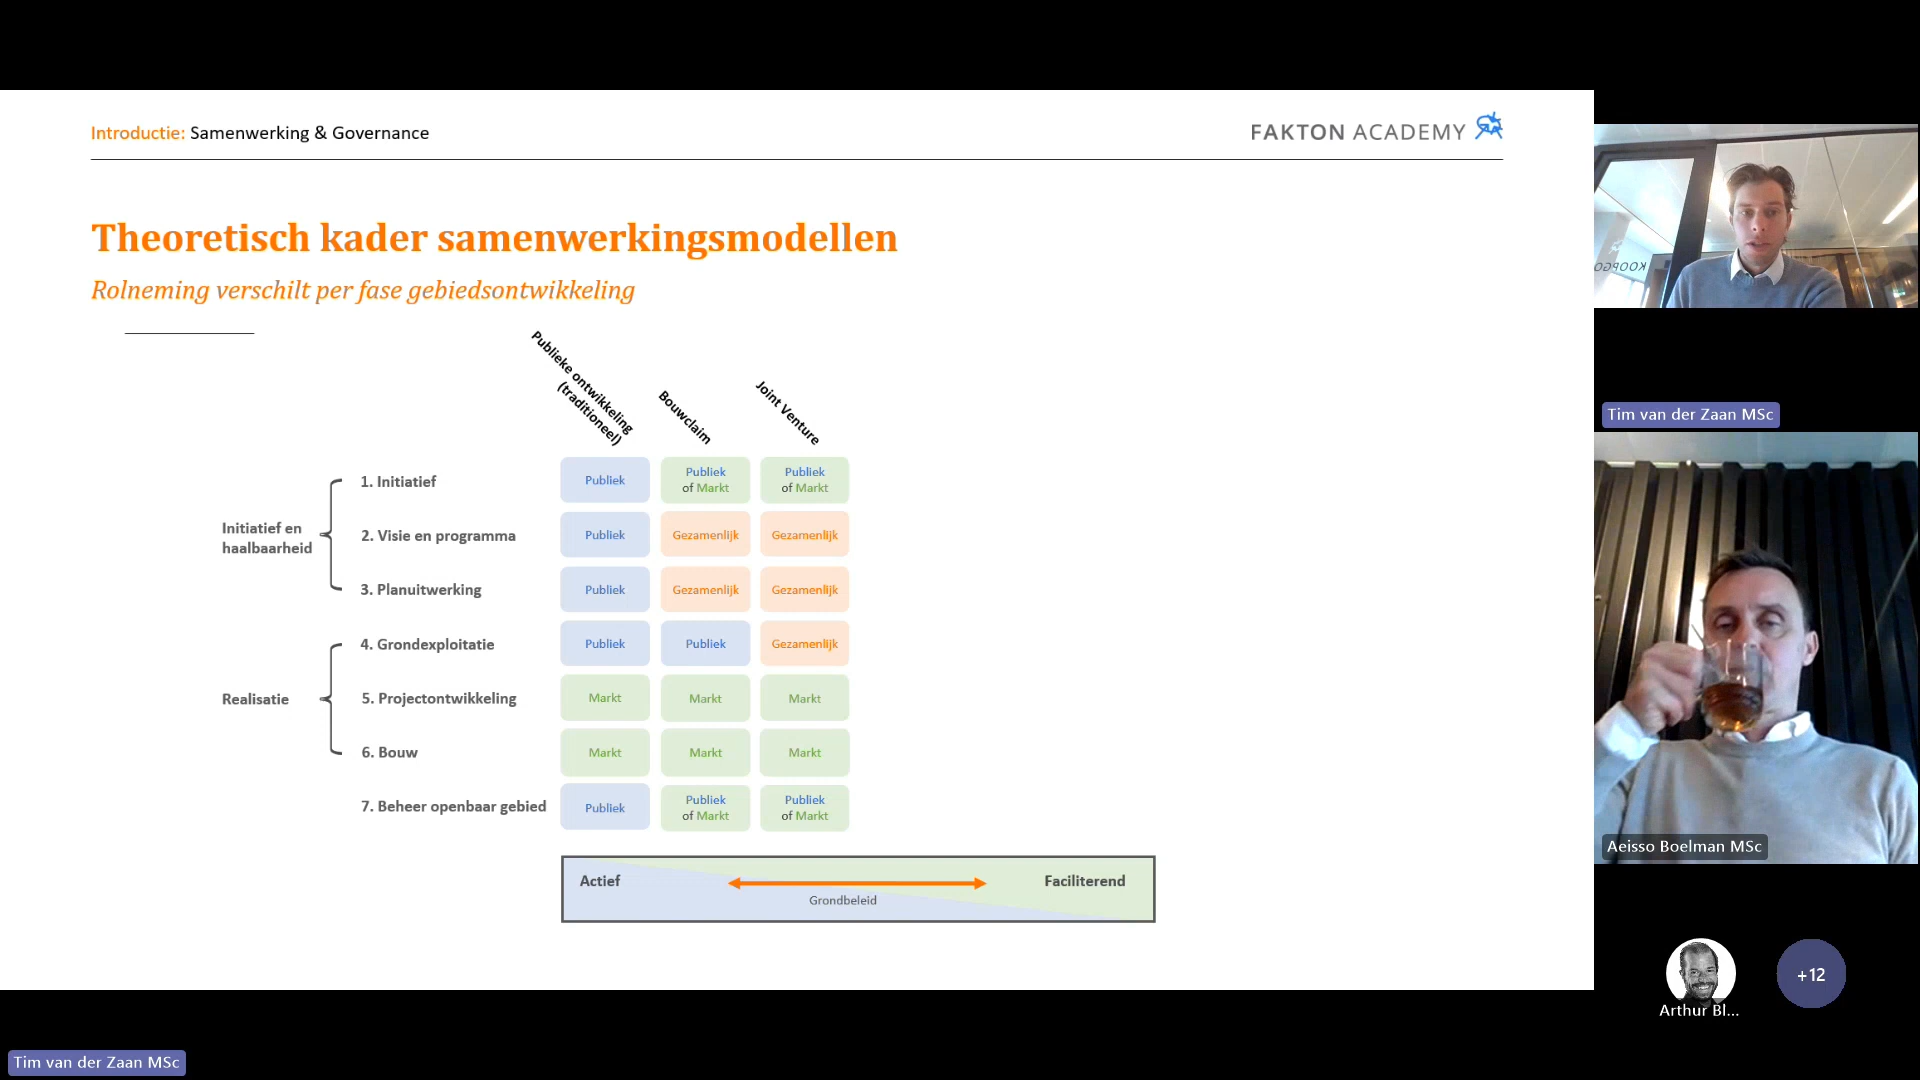 Introductie: Samenwerking & Governance
FAKTON ACADEMY
Theoretisch kader samenwerkingsmodellen
Rolneming verschilt per fase gebiedsontwikkeling
Publieke ontwikkeling
(traditioneel)
Bouwclaim
Joint Venture
Initiatief en
haalbaarheid
1. Initiatief
Publiek
Publiek
of Markt
Publiek
of Markt
2. Visie en programma
Publiek
Gezamenlijk
Gezamenlijk
3. Planuitwerking
Publiek
Gezamenlijk
Gezamenlijk
Realisatie
4. Grondexploitatie
Publiek
Publiek
Gezamenlijk
5. Projectontwikkeling
Markt
Markt
Markt
6. Bouw
Markt
Markt
Markt
7. Beheer openbaar gebied
Publiek
Publiek
of Markt
Publiek
of Markt
Actief
Faciliterend
Grondbeleid
Tim van der Zaan MSc
Aeisso Boelman MSc
Arthur Bl...
+12
Tim van der Zaan MSc